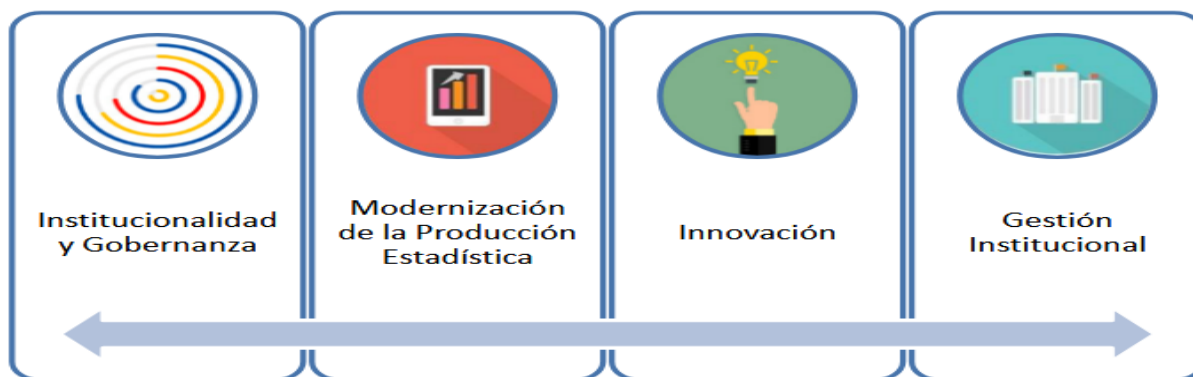 Institucionalidad
y Gobernanza
Modernización
de la Producción
Estadística
Innovación
Gestión
Institucional